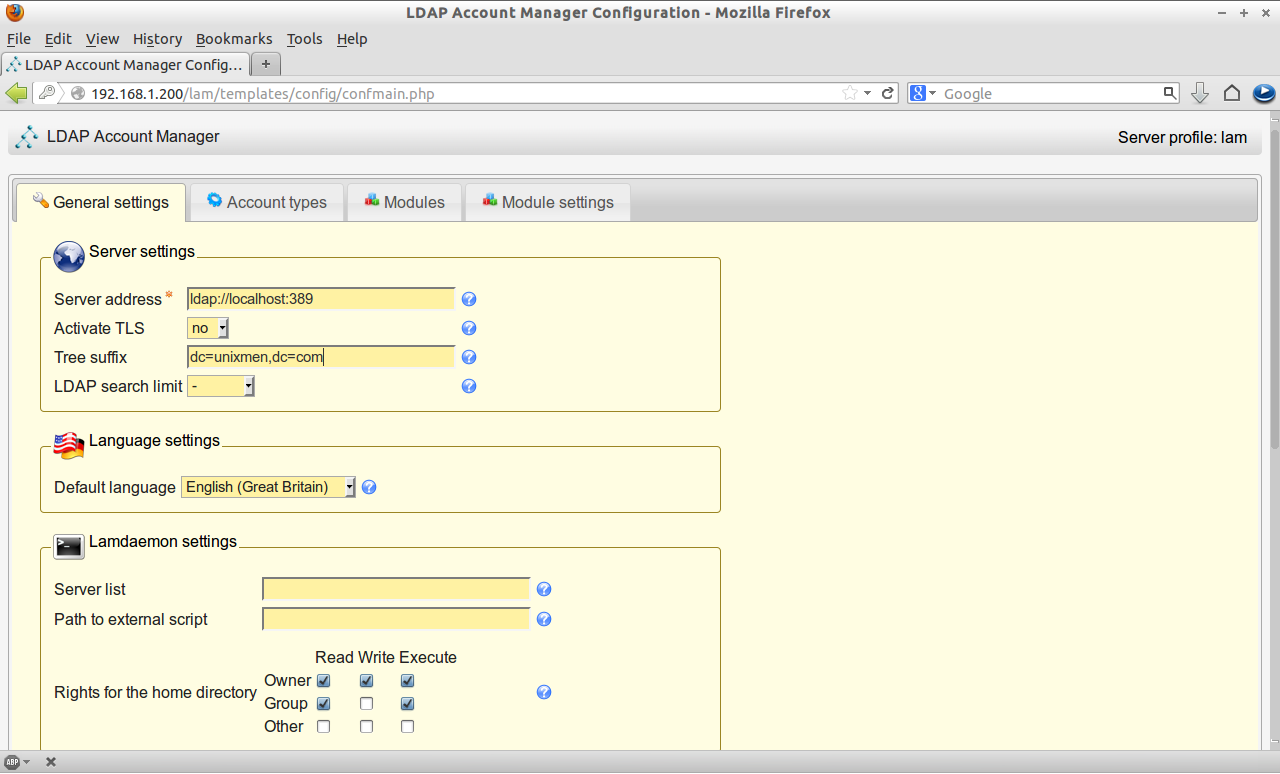 LDAP Account Manager Configuration - Mozilla Firefox
File Edit View History Bookmarks Tools Help
LDAP Account Manager Config... +
192.168.1.200/lam/templates/config/confmain.php Google
LDAP Account Manager Server profile: lam
General settings Account types Modules Module settings
Server settings
Server address * ldap://localhost:389
Activate TLS no
Tree suffix dc=unixmen,dc=com
LDAP search limit -
Language settings
Default language English (Great Britain)
Lamdaemon settings
Server list
Path to external script
Read Write Execute
Owner
Rights for the home directory
Group
Other
ABP